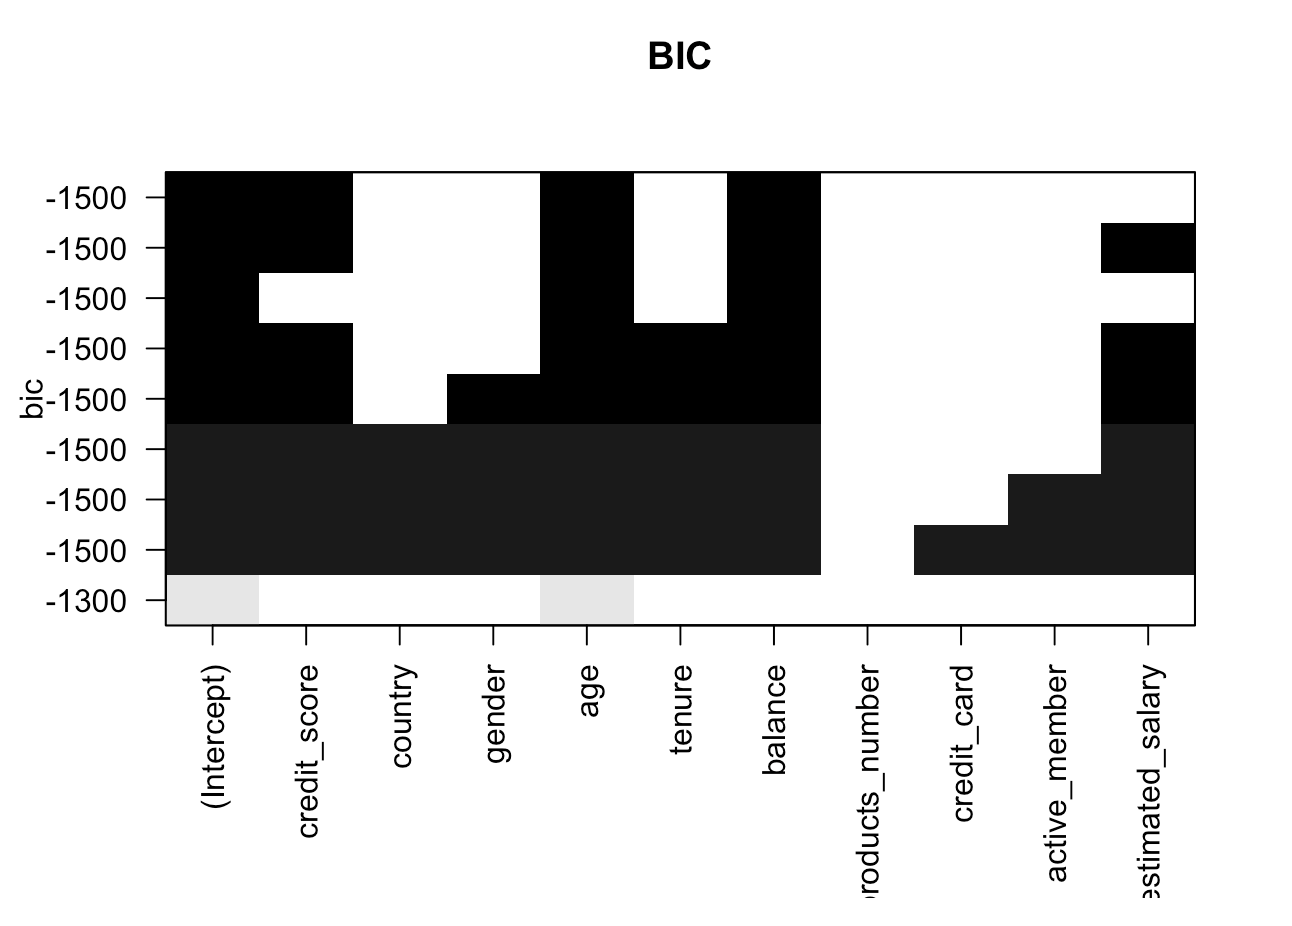 BIC
bic
-1500
-1500
-1500
-1500
-1500
-1500
-1500
-1500
-1300
(Intercept)
credit_score
country
gender
age
tenure
balance
products_number
credit_card
active_member
estimated_salary